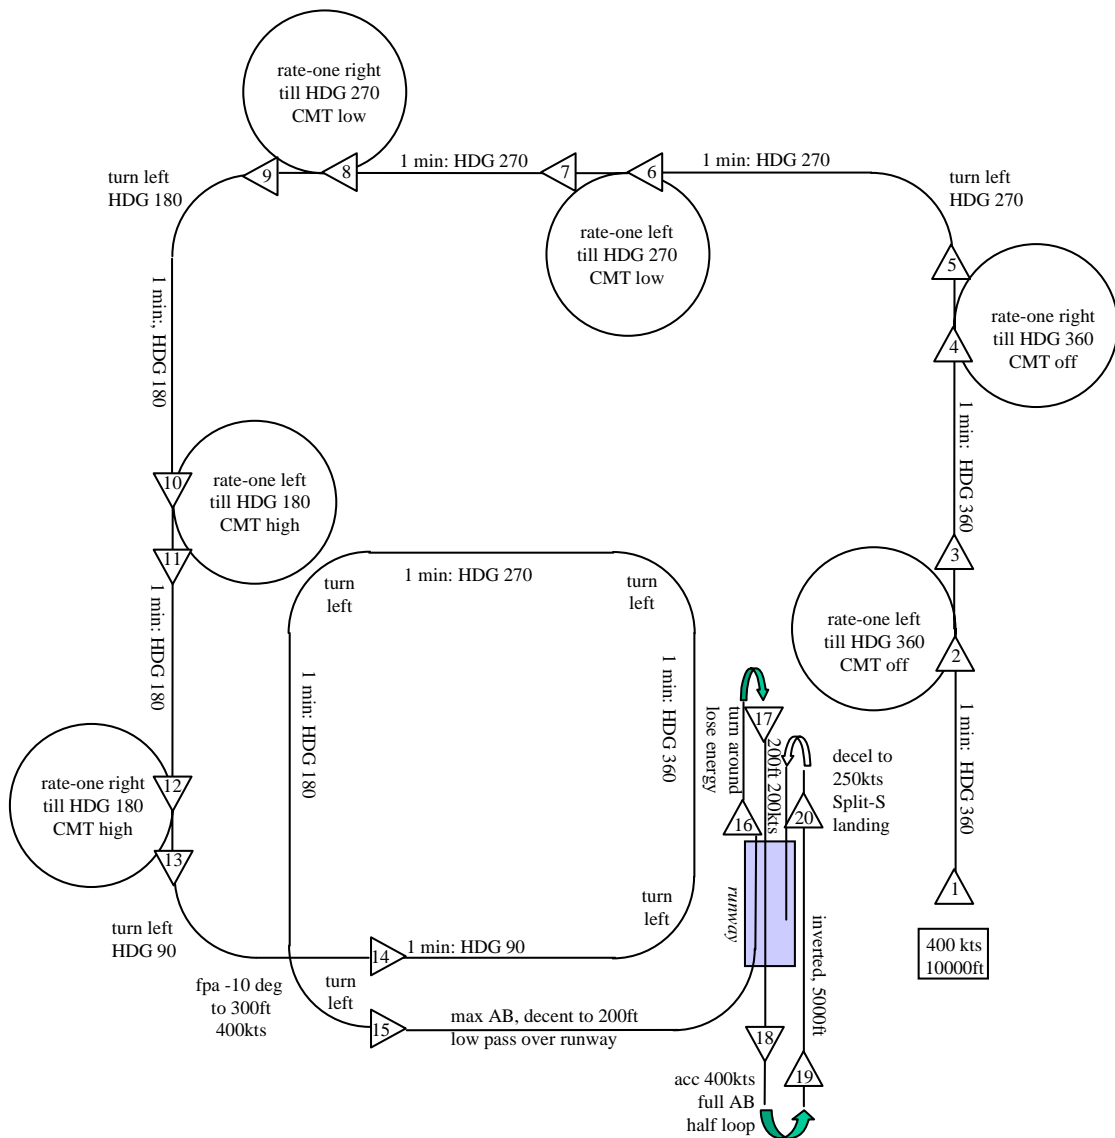 rate-one right
till HDG 270
CMT low
9
8
1 min: HDG 270
7
6
1 min: HDG 270
turn left
HDG 180
turn left
HDG 270
rate-one left
till HDG 270
CMT low
5
rate-one right
till HDG 360
CMT off
4
1 min:, HDG 180
1 min: HDG 360
10
rate-one left
till HDG 180
CMT high
11
3
1 min: HDG 270
turn
left
turn
left
1 min: HDG 180
rate-one left
till HDG 360
CMT off
2
1 min: HDG 180
1 min: HDG 360
turn around
lose energy
17
200ft 200kts
decel to
250kts
Split-S
landing
1 min: HDG 360
rate-one right
till HDG 180
CMT high
12
16
20
13
1
runway
turn left
HDG 90
turn
left
14
1 min: HDG 90
inverted, 5000ft
400 kts
10000ft
fpa -10 deg
to 300ft
400kts
turn
left
15
max AB, decent to 200ft
low pass over runway
18
19
acc 400kts
full AB
half loop